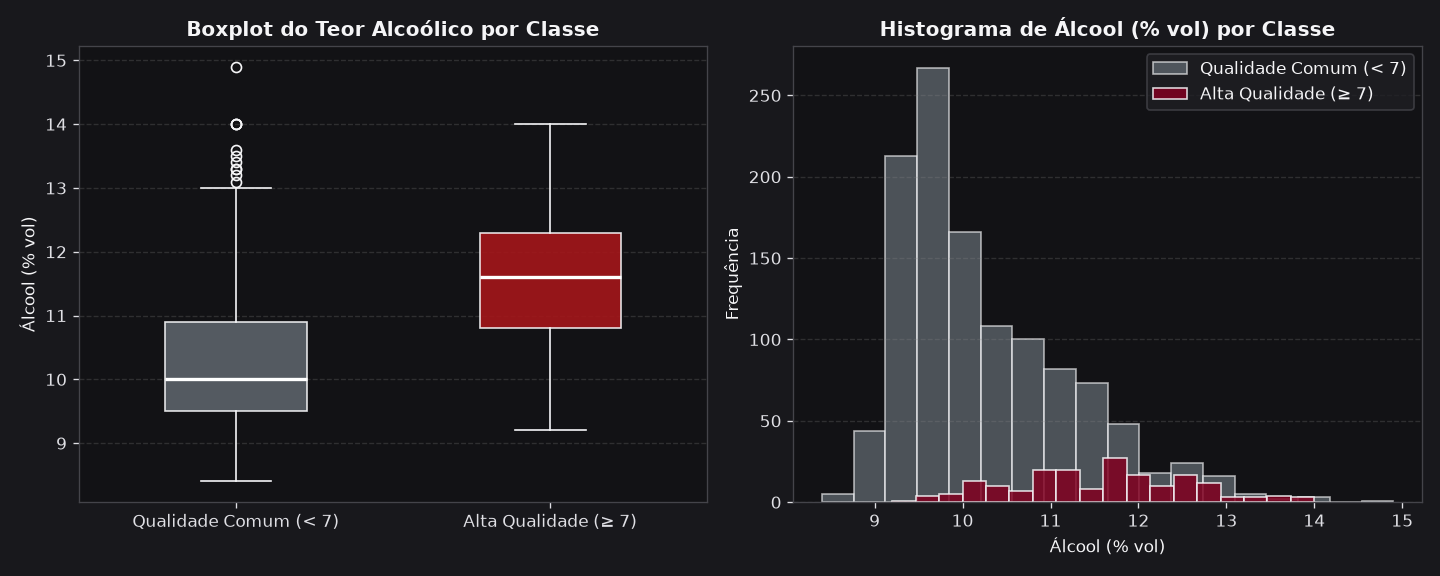 Boxplot do Teor Alcoólico por Classe
Álcool (% vol)
15
14
13
12
11
10
9
Qualidade Comum (< 7)
Alta Qualidade (≥ 7)
Histograma de Álcool (% vol) por Classe
Qualidade Comum (< 7)
Alta Qualidade (≥ 7)
Frequência
250
200
150
100
50
0
9 10 11 12 13 14 15
Álcool (% vol)